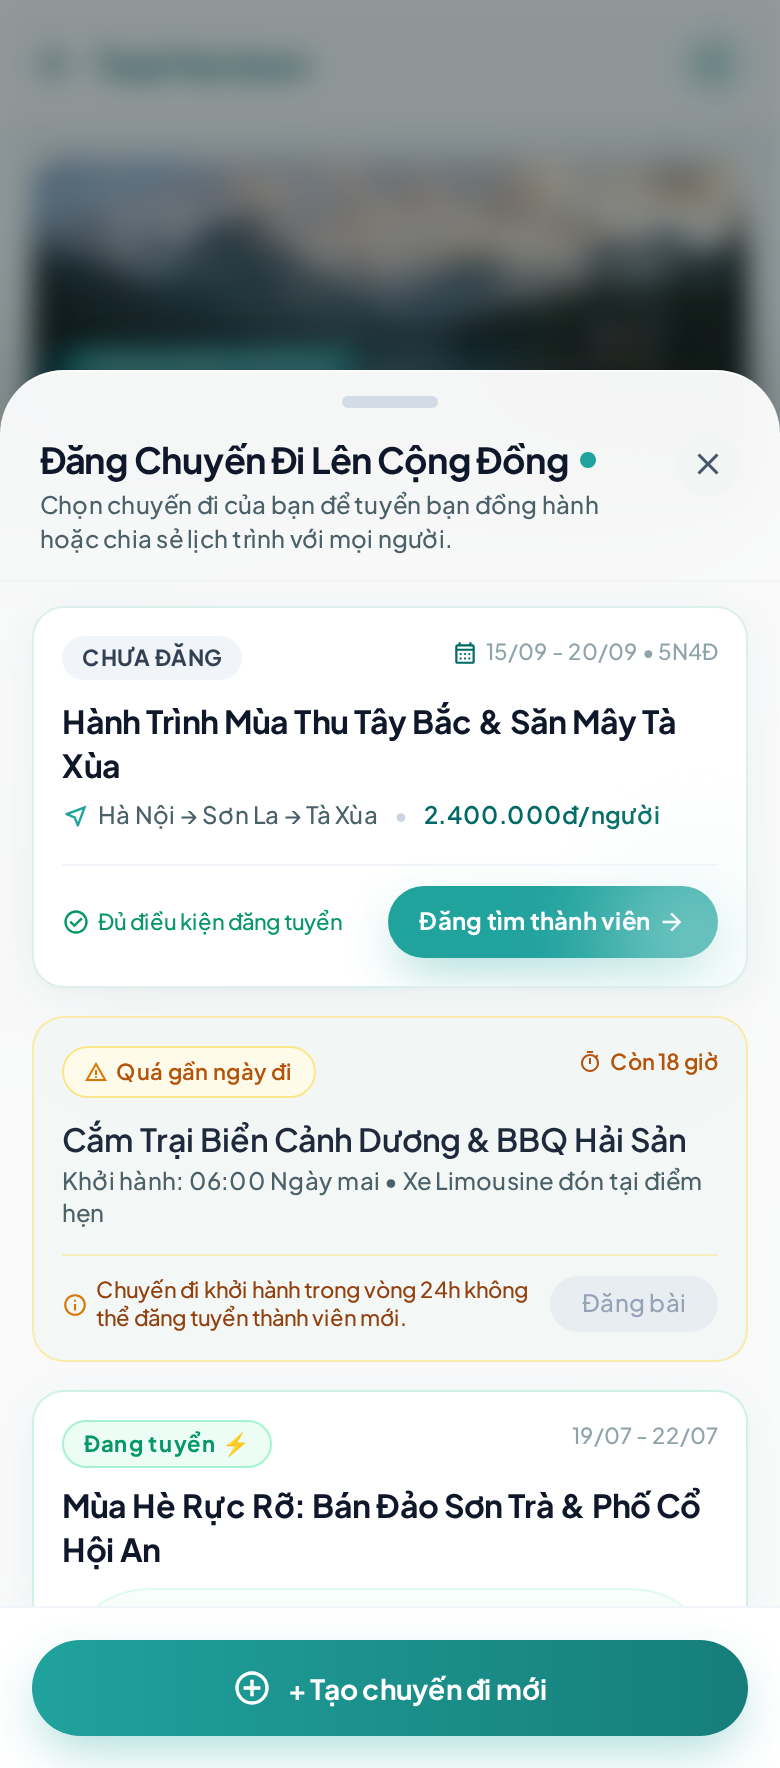 Đăng Chuyến Đi Lên Cộng Đồng
Chọn chuyến đi của bạn để tuyển bạn đồng hành
hoặc chia sẻ lịch trình với mọi người.
CHƯA ĐĂNG
15/09 - 20/09 • 5N4Đ
Hành Trình Mùa Thu Tây Bắc & Săn Mây Tà
Xùa
Hà Nội → Sơn La → Tà Xùa • 2.400.000đ/người
Đủ điều kiện đăng tuyển
Đăng tìm thành viên →
Quá gần ngày đi
Còn 18 giờ
Cắm Trại Biển Cảnh Dương & BBQ Hải Sản
Khởi hành: 06:00 Ngày mai • Xe Limousine đón tại điểm
hẹn
Chuyến đi khởi hành trong vòng 24h không
thể đăng tuyển thành viên mới.
Đăng bài
Đang tuyển ⚡
19/07 - 22/07
Mùa Hè Rực Rỡ: Bán Đảo Sơn Trà & Phố Cổ
Hội An
+ Tạo chuyến đi mới